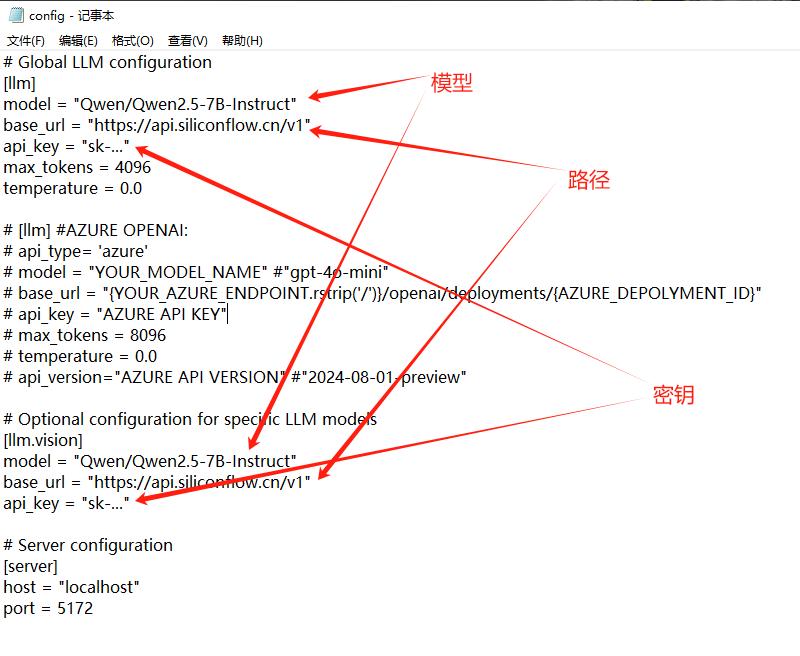 config - 记事本
文件(F) 编辑(E) 格式(O) 查看(V) 帮助(H)
# Global LLM configuration
[llm]
model = "Qwen/Qwen2.5-7B-Instruct"
模型
base_url = "https://api.siliconflow.cn/v1"
api_key = "sk-..."
max_tokens = 4096
路径
temperature = 0.0
# [llm] #AZURE OPENAI:
# api_type= 'azure'
# model = "YOUR_MODEL_NAME" #"gpt-4o-mini"
# base_url = "{YOUR_AZURE_ENDPOINT.rstrip('/')}/openai/deployments/{AZURE_DEPOLYMENT_ID}"
# api_key = "AZURE API KEY"
# max_tokens = 8096
# temperature = 0.0
# api_version="AZURE API VERSION" #"2024-08-01-preview"
密钥
# Optional configuration for specific LLM models
[llm.vision]
model = "Qwen/Qwen2.5-7B-Instruct"
base_url = "https://api.siliconflow.cn/v1"
api_key = "sk-..."
# Server configuration
[server]
host = "localhost"
port = 5172